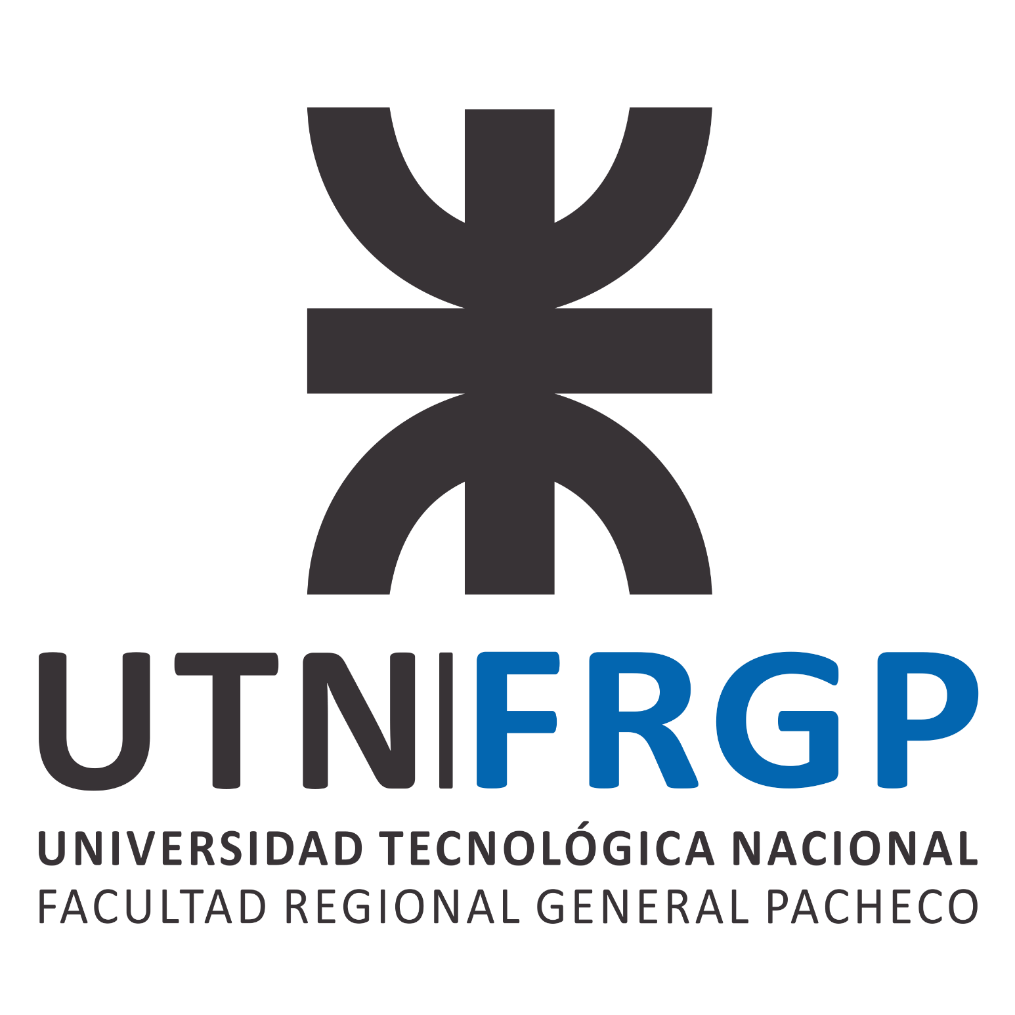 UTN|FRGP
UNIVERSIDAD TECNOLÓGICA NACIONAL
FACULTAD REGIONAL GENERAL PACHECO